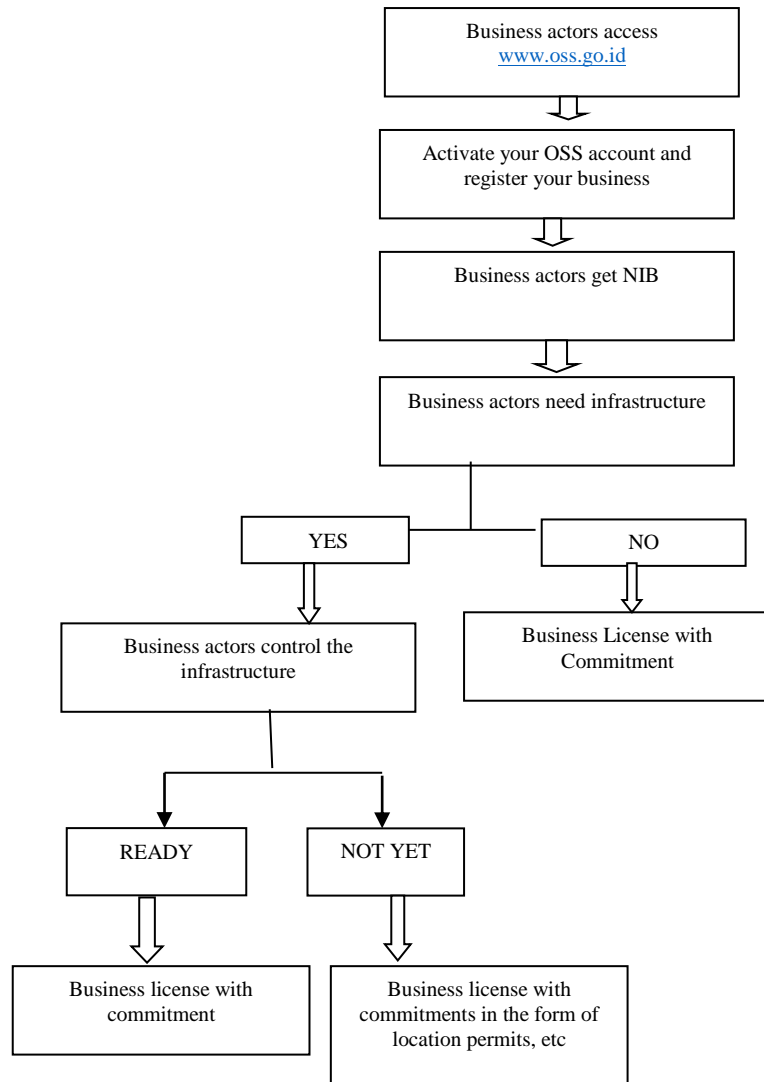 Business actors access
www.oss.go.id
Activate your OSS account and
register your business
Business actors get NIB
Business actors need infrastructure
YES
NO
Business actors control the
infrastructure
Business License with
Commitment
READY
NOT YET
Business license with
commitment
Business license with
commitments in the form of
location permits, etc